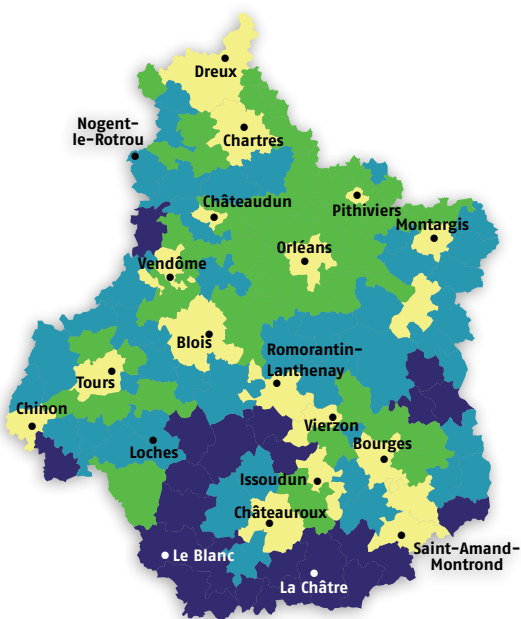 Dreux
Nogent-
le-Rotrou
Chartres
Châteaudun
Pithiviers
Montargis
Orléans
Vendôme
Blois
Romorantin-
Lanthenay
Tours
Chinon
Vierzon
Bourges
Loches
Issoudun
Châteauroux
Le Blanc
Saint-Amand-
Montrond
La Châtre